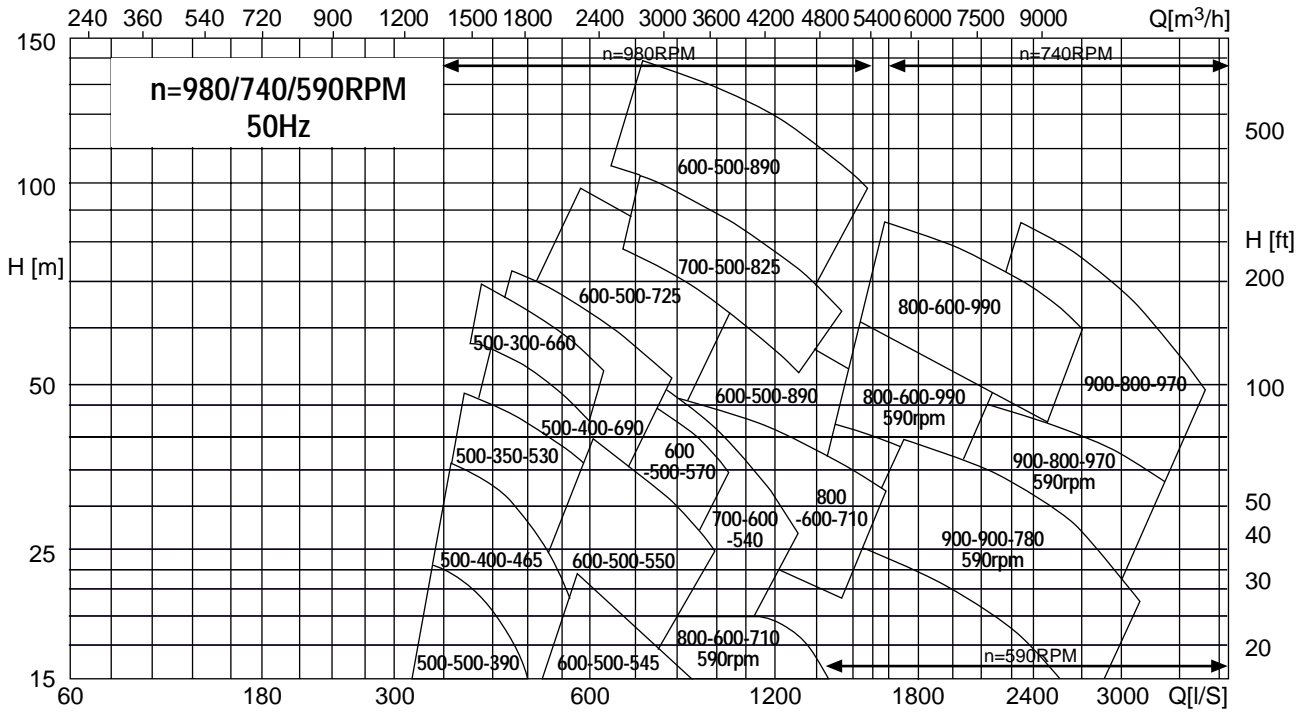 240 360 540 720 900 1200 1500 1800 2400 3000 3600 4200 4800 5400 6000 7500 9000 Q[m³/h]
150
n=980RPM
n=740RPM
n=980/740/590RPM
50Hz
500
600-500-890
100
H [m]
H [ft]
700-500-825
200
600-500-725
800-600-990
500-300-660
50
100
900-800-970
600-500-890
800-600-990
590rpm
500-400-690
500-350-530
600
-500-570
900-800-970
590rpm
800
-600-710
50
700-600
-540
40
900-900-780
590rpm
25
500-400-465
600-500-550
30
800-600-710
590rpm
20
500-500-390
600-500-545
n=590RPM
15
60 180 300 600 1200 1800 2400 3000 Q[l/S]